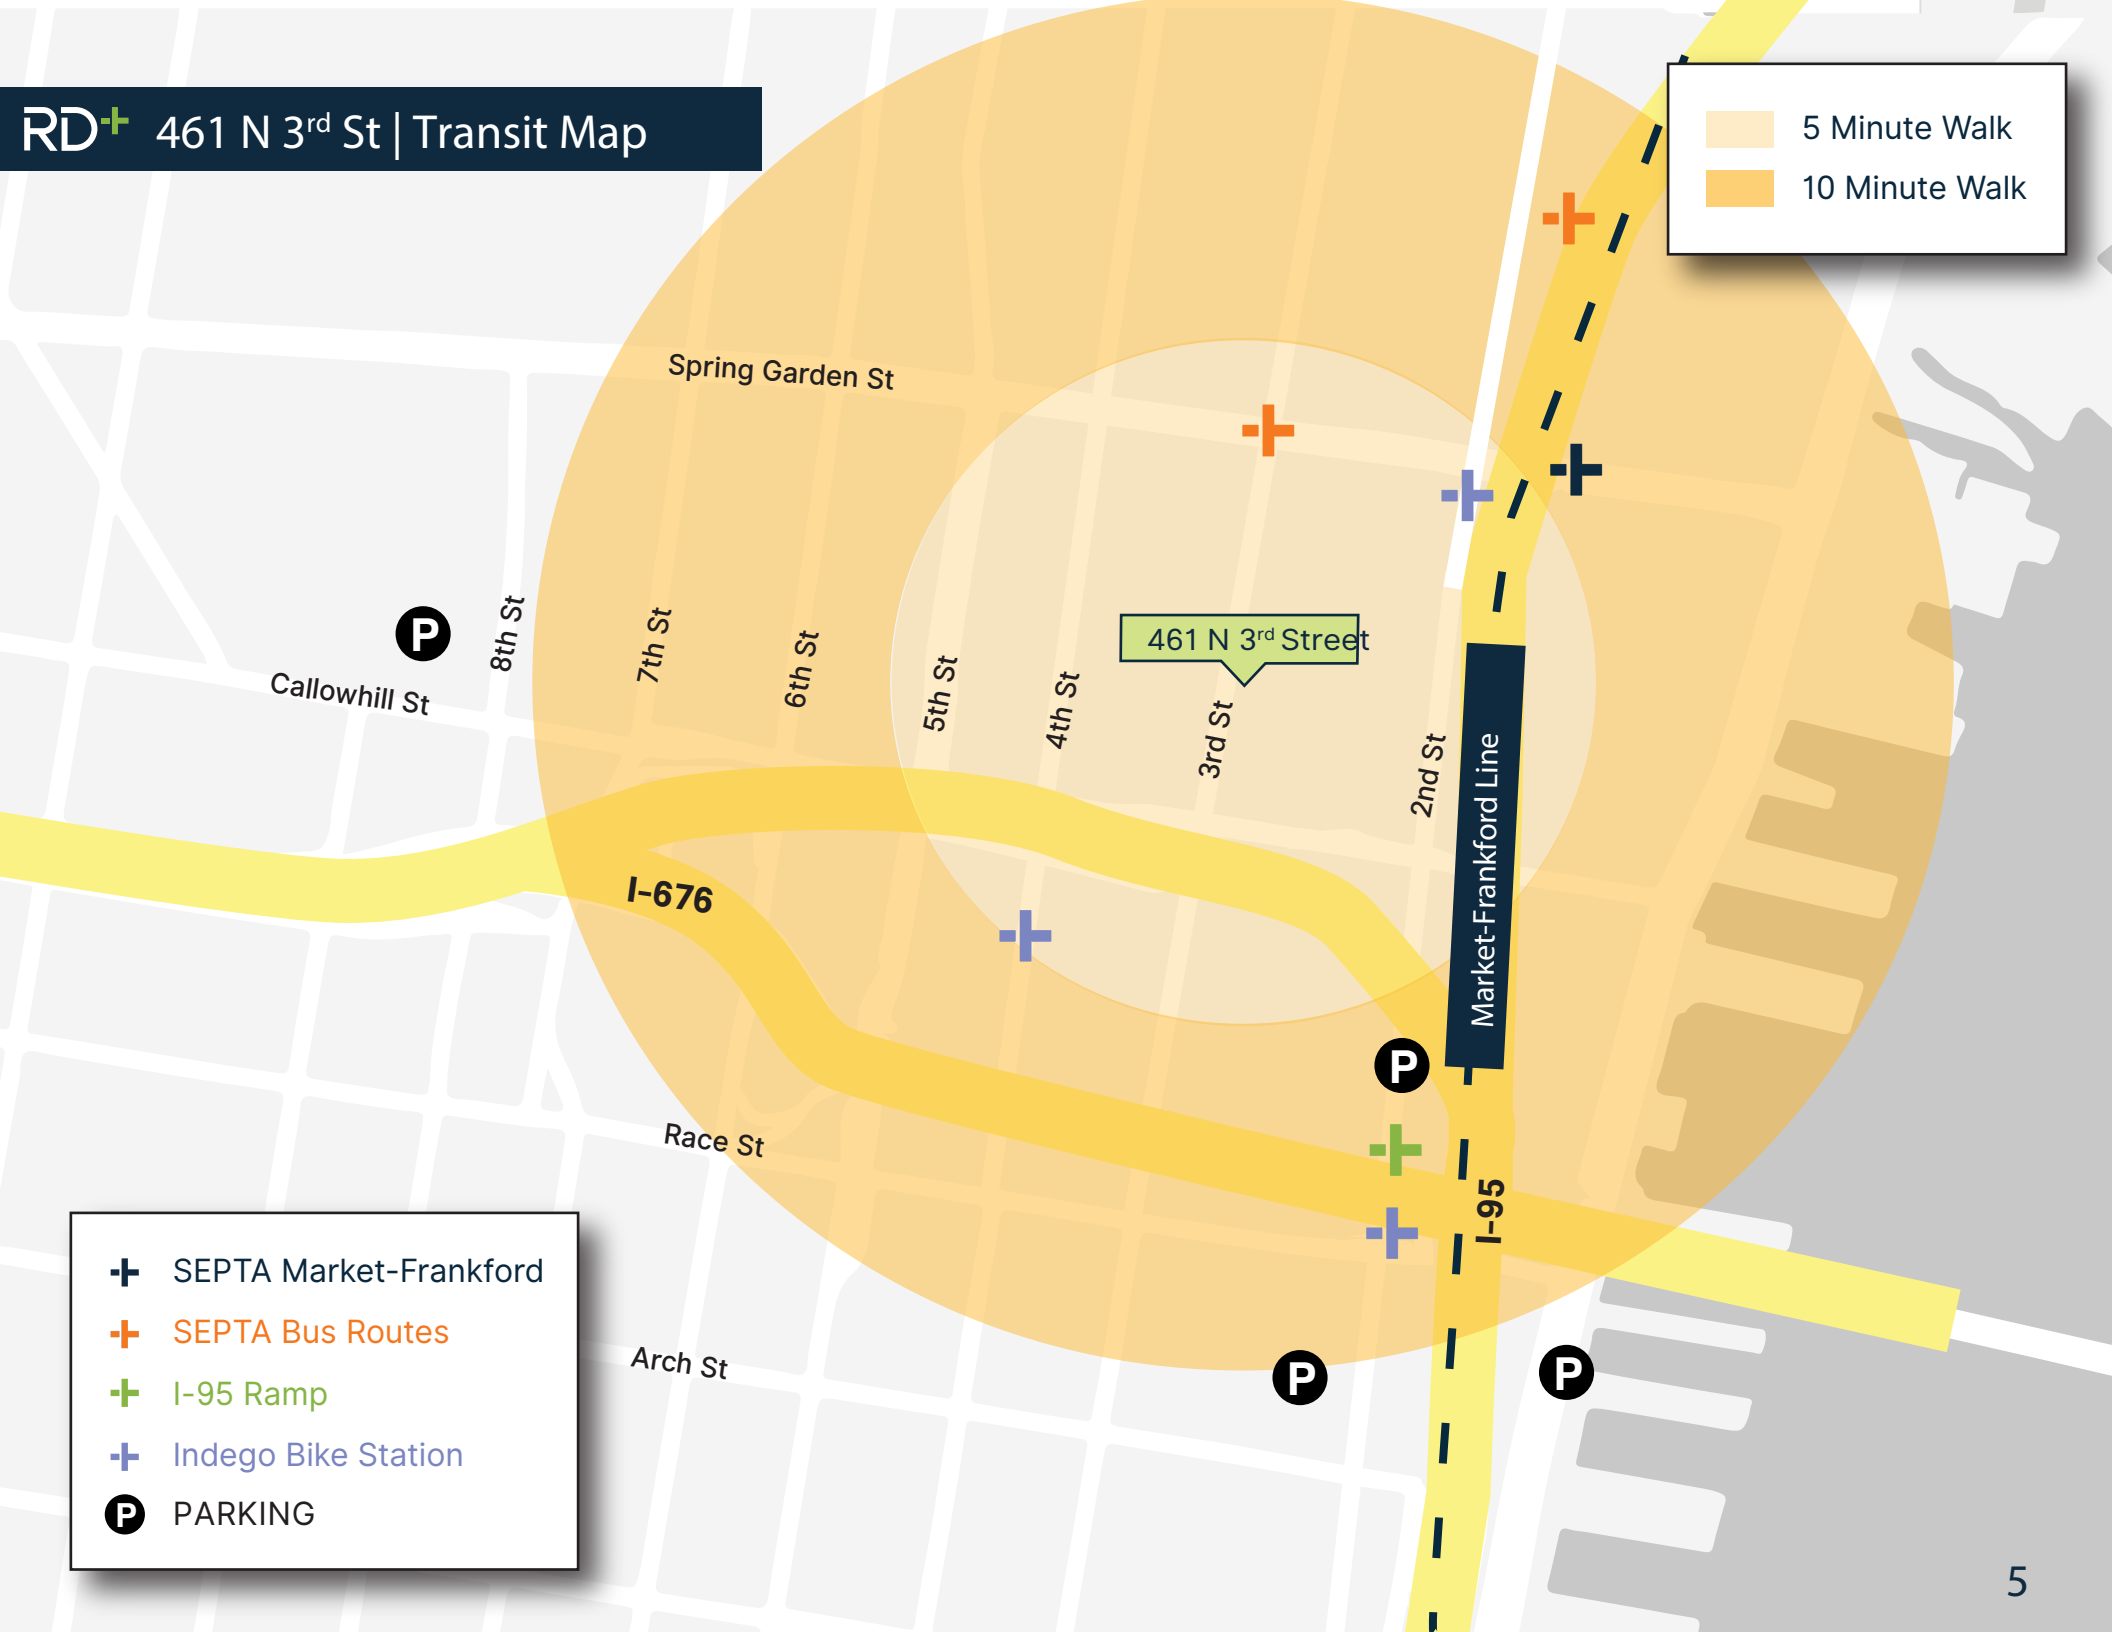 RD+ 461 N 3rd St | Transit Map
5 Minute Walk
10 Minute Walk
Spring Garden St
8th St
7th St
6th St
5th St
4th St
3rd St
2nd St
461 N 3rd Street
Callowhill St
P
Market-Frankford Line
I-676
P
Race St
I-95
Arch St
P
P
SEPTA Market-Frankford
SEPTA Bus Routes
I-95 Ramp
Indego Bike Station
P PARKING
5